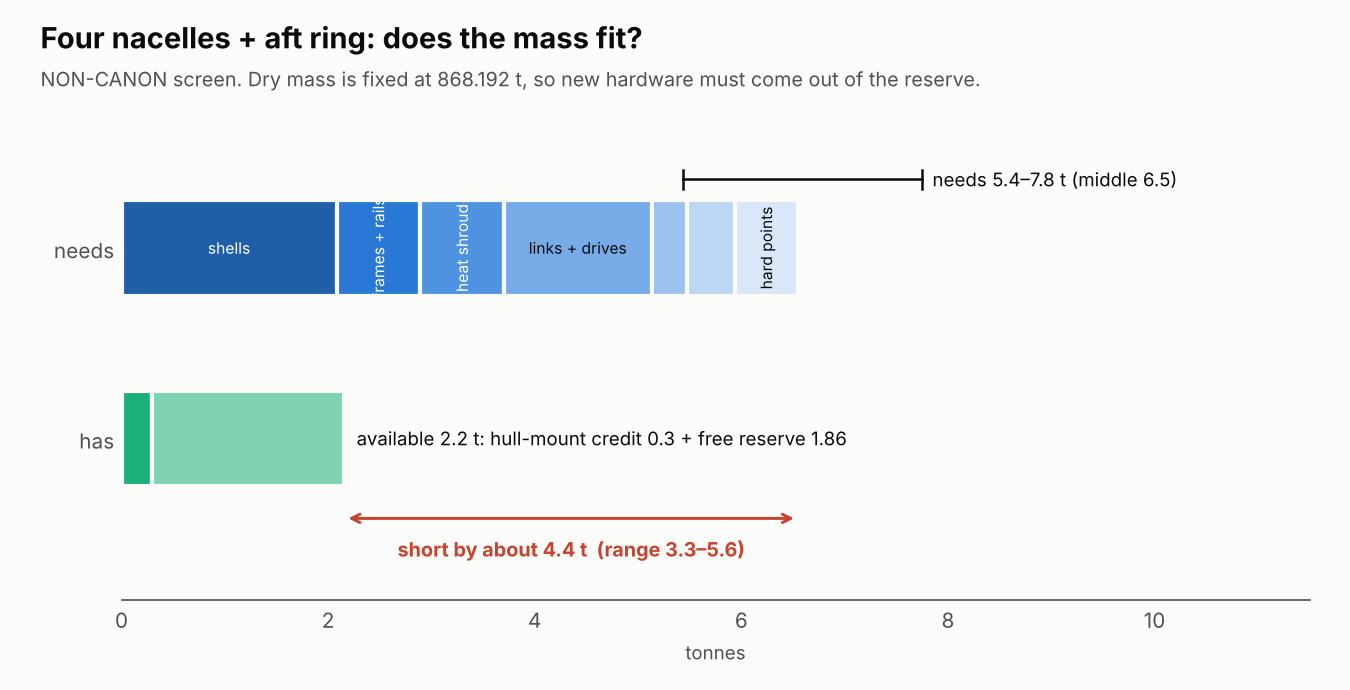 Four nacelles + aft ring: does the mass fit?
NON-CANON screen. Dry mass is fixed at 868.192 t, so new hardware must come out of the reserve.
needs 5.4–7.8 t (middle 6.5)
needs
shells
rames + rails
heat shroud
links + drives
hard points
has
available 2.2 t: hull-mount credit 0.3 + free reserve 1.86
short by about 4.4 t (range 3.3–5.6)
0 2 4 6 8 10
tonnes